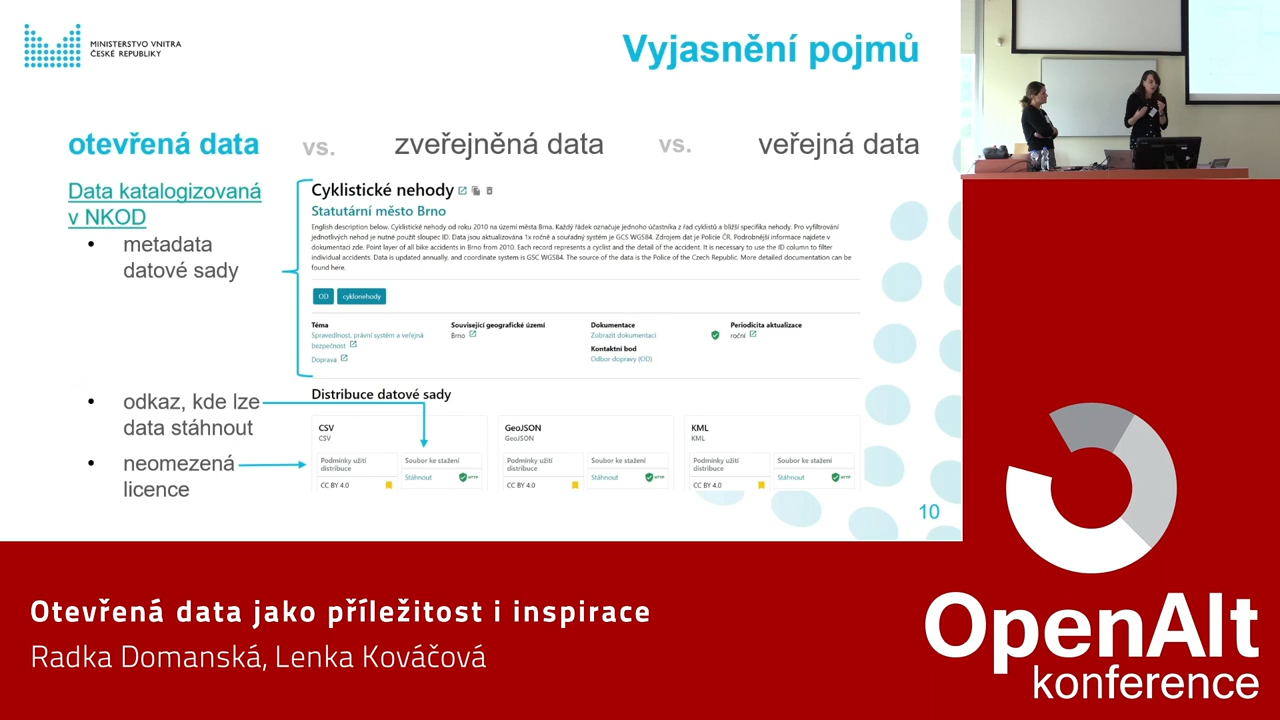 MINISTERSTVO VNITRA
ČESKÉ REPUBLIKY
Vyjasnění pojmů
otevřená data vs. zveřejněná data vs. veřejná data
Data katalogizovaná
v NKOD
• metadata
datové sady
• odkaz, kde lze
data stáhnout
• neomezená
licence
Cyklistické nehody
Statutární město Brno
English description below. Cyklistické nehody od roku 2010 na území města Brna. Každý řádek označuje jednoho účastníka z řad cyklistů a bližší specifika nehody. Pro vyfiltrování
jednotlivých nehod je nutné použít sloupec ID. Data jsou aktualizována 1x ročně a souřadný systém je GCS WGS84. Zdrojem dat je Policie ČR. Podrobnější informace najdete v
dokumentaci zde. Point layer of all bike accidents in Brno from 2010. Each record represents a cyclist and the detail of the accident. It is necessary to use the ID column to filter
individual accidents. Data is updated annually, and coordinate system is GSC WGS84. The source of the data is the Police of the Czech Republic. More detailed documentation can be
found here.
OD cyklonehody
Téma
Spravedlnost, právní systém a veřejná
bezpečnost
Doprava
Související geografické území
Brno
Dokumentace
Zobrazit dokumentaci
Kontaktní bod
Odbor dopravy (OD)
Periodicita aktualizace
roční
Distribuce datové sady
CSV
CSV
Podmínky užití
distribuce
CC BY 4.0
Soubor ke stažení
Stáhnout
HTTP
GeoJSON
GeoJSON
Podmínky užití
distribuce
CC BY 4.0
Soubor ke stažení
Stáhnout
HTTP
KML
KML
Podmínky užití
distribuce
CC BY 4.0
Soubor ke stažení
Stáhnout
HTTP
10
Otevřená data jako příležitost i inspirace
Radka Domanská, Lenka Kováčová
OpenAlt
konference